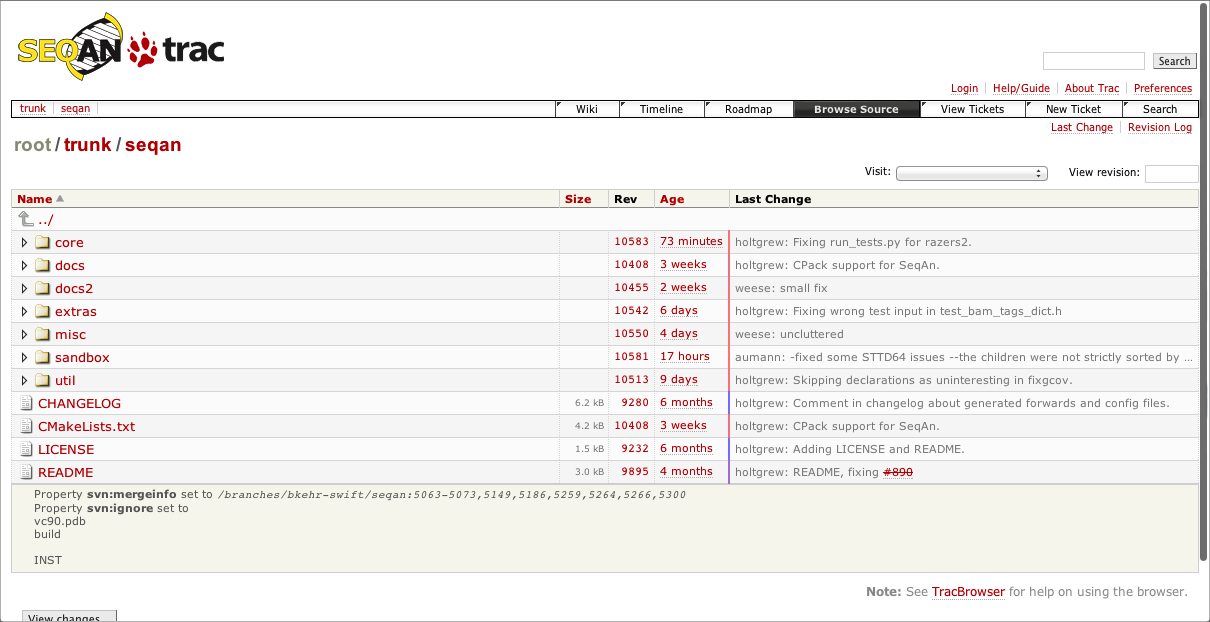 SEQAN trac
Search
Login Help/Guide About Trac Preferences
trunk seqan Wiki Timeline Roadmap Browse Source View Tickets New Ticket Search
Last Change Revision Log
root / trunk / seqan
Visit: View revision:
Name Size Rev Age Last Change
../
core 10583 73 minutes holtgrew: Fixing run_tests.py for razers2.
docs 10408 3 weeks holtgrew: CPack support for SeqAn.
docs2 10455 2 weeks weese: small fix
extras 10542 6 days holtgrew: Fixing wrong test input in test_bam_tags_dict.h
misc 10550 4 days weese: uncluttered
sandbox 10581 17 hours aumann: -fixed some STTD64 issues --the children were not strictly sorted by ...
util 10513 9 days holtgrew: Skipping declarations as uninteresting in fixgcov.
CHANGELOG 6.2 kB 9280 6 months holtgrew: Comment in changelog about generated forwards and config files.
CMakeLists.txt 4.2 kB 10408 3 weeks holtgrew: CPack support for SeqAn.
LICENSE 1.5 kB 9232 6 months holtgrew: Adding LICENSE and README.
README 3.0 kB 9895 4 months holtgrew: README, fixing #890
Property svn:mergeinfo set to /branches/bkehr-swift/seqan:5063-5073,5149,5186,5259,5264,5266,5300
Property svn:ignore set to
vc90.pdb
build
INST
Note: See TracBrowser for help on using the browser.
View changes...